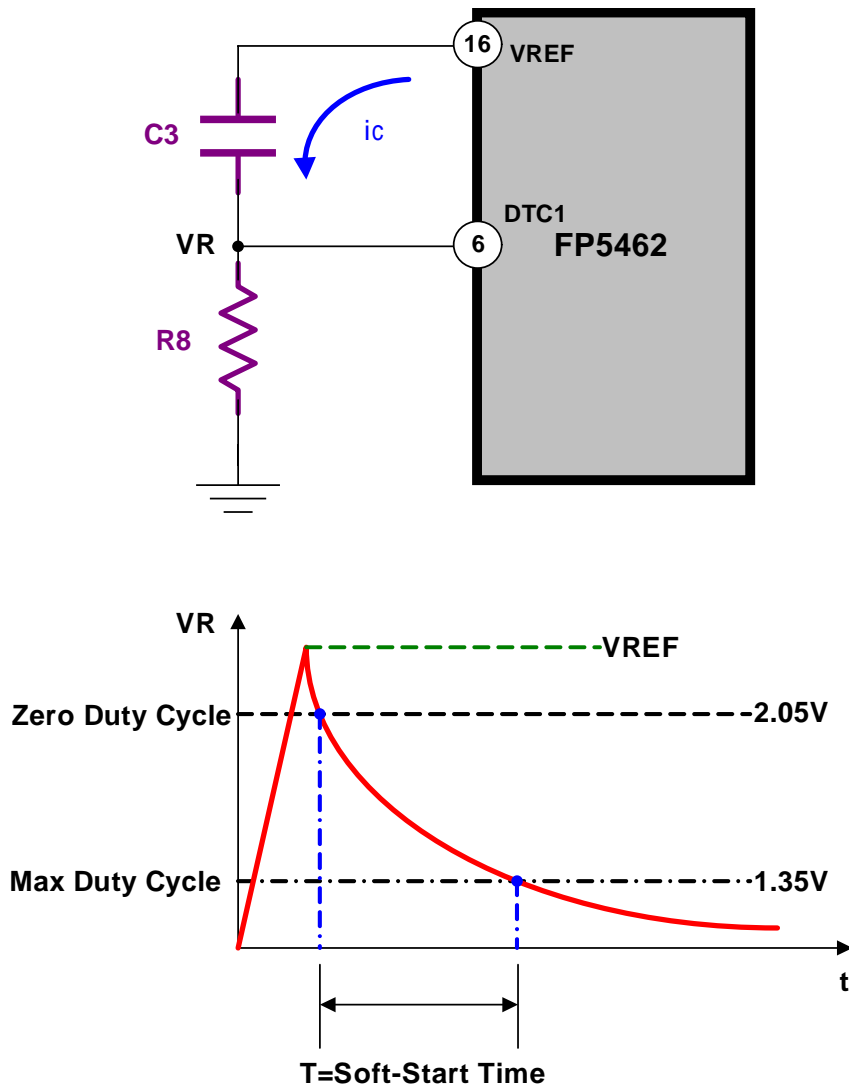 16 VREF
C3
ic
DTC1
VR
6
FP5462
R8
VR
VREF
Zero Duty Cycle
2.05V
Max Duty Cycle
1.35V
t
T=Soft-Start Time